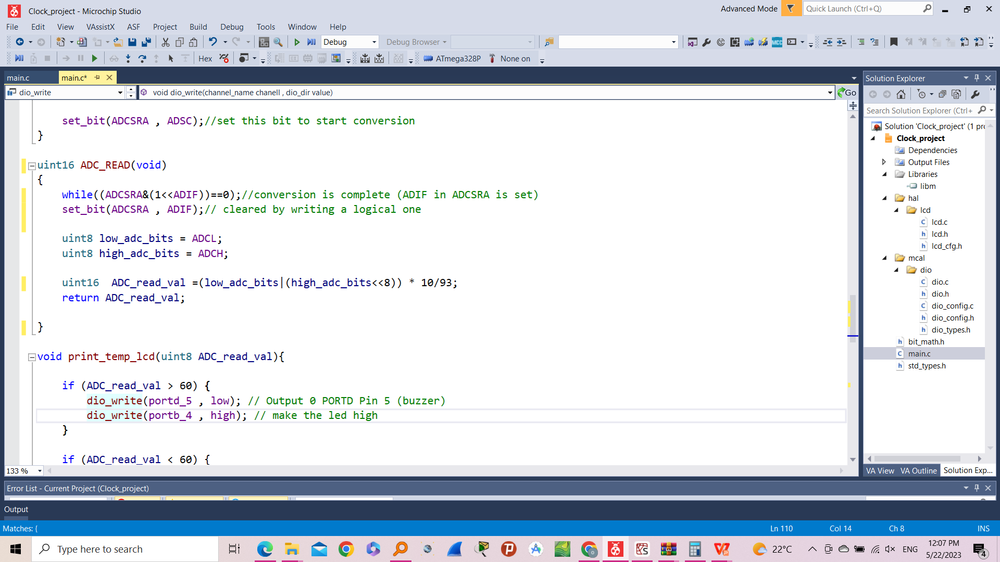 Clock_project - Microchip Studio
Advanced Mode
Quick Launch (Ctrl+Q)
File Edit View VAssistX ASF Project Build Debug Tools Window Help
Debug
Debug Browser
Hex
ATmega328P
None on
main.c
main.c*
dio_write
void dio_write(channel_name chanell , dio_dir value)
Go
set_bit(ADCSRA , ADSC);//set this bit to start conversion
}
uint16 ADC_READ(void)
{
while((ADCSRA&(1<<ADIF))==0);//conversion is complete (ADIF in ADCSRA is set)
set_bit(ADCSRA , ADIF);// cleared by writing a logical one
uint8 low_adc_bits = ADCL;
uint8 high_adc_bits = ADCH;
uint16  ADC_read_val =(low_adc_bits|(high_adc_bits<<8)) * 10/93;
return ADC_read_val;
}
void print_temp_lcd(uint8 ADC_read_val){
if (ADC_read_val > 60) {
dio_write(portd_5 , low); // Output 0 PORTD Pin 5 (buzzer)
dio_write(portb_4 , high); // make the led high
}
if (ADC_read_val < 60) {
133 %
Solution Explorer
Search Solution Explorer (Ctrl+
Solution 'Clock_project' (1 pro
Clock_project
Dependencies
Output Files
Libraries
libm
hal
lcd
lcd.c
lcd.h
lcd_cfg.h
mcal
dio
dio.c
dio.h
dio_config.c
dio_config.h
dio_types.h
bit_math.h
main.c
std_types.h
VA View VA Outline Solution Exp...
Error List - Current Project (Clock_project)
Output
Matches: {
Ln 110 Col 14 Ch 8 INS
Type here to search
22°C
ENG
12:07 PM
5/22/2023
4